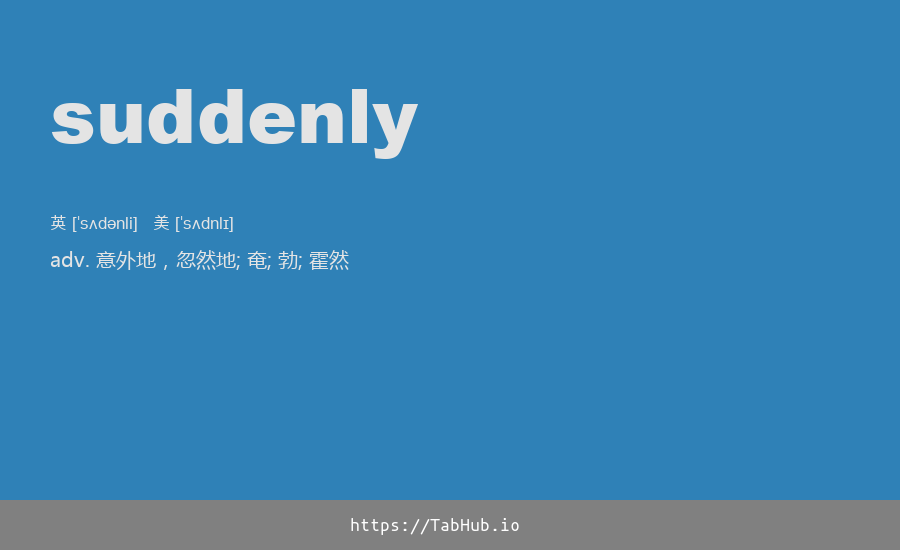 suddenly
英 [ˈsʌdənli] 美 [ˈsʌdnlɪ]
adv. 意外地，忽然地; 奄; 勃; 霍然
https://TabHub.io